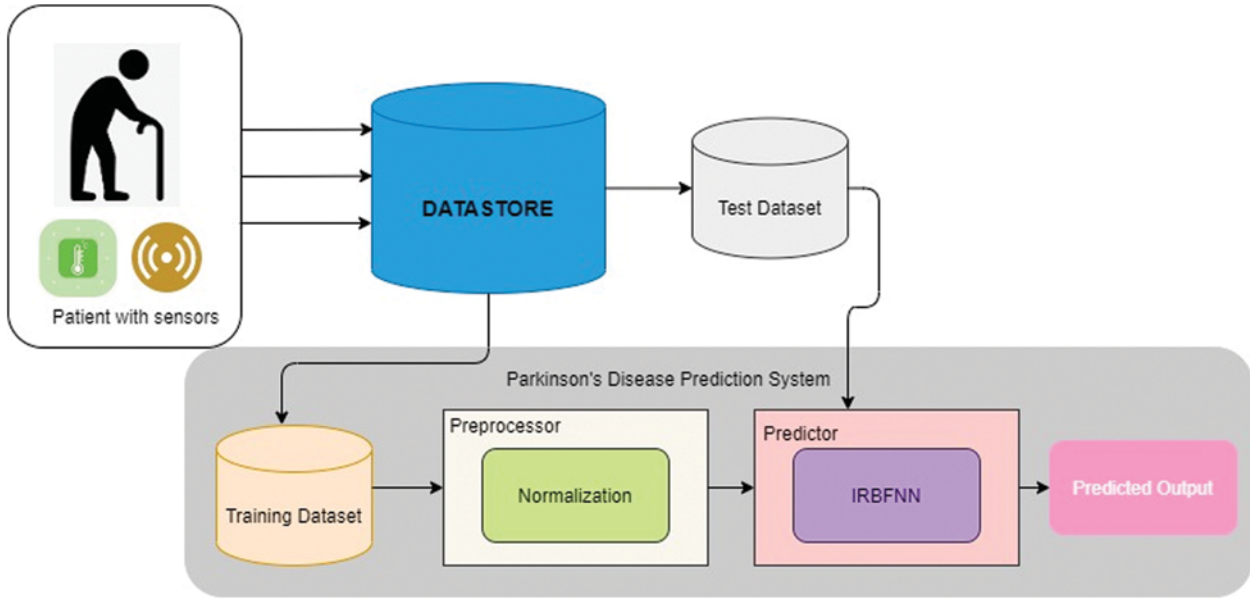 Patient with sensors
DATASTORE
Test Dataset
Parkinson's Disease Prediction System
Training Dataset
Preprocessor
Normalization
Predictor
IRBFNN
Predicted Output